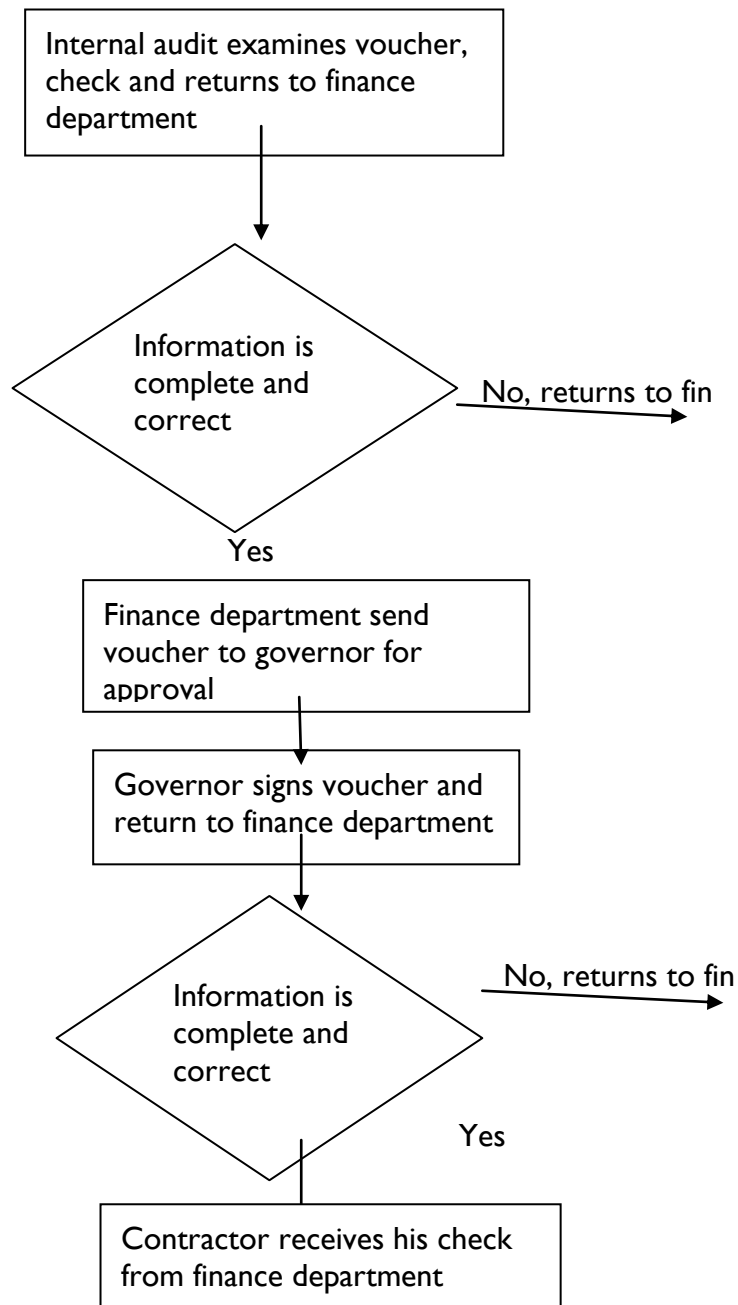 Internal audit examines voucher,
check and returns to finance
department
Information is
complete and
correct
No, returns to fin
Yes
Finance department send
voucher to governor for
approval
Governor signs voucher and
return to finance department
No, returns to fin
Information is
complete and
correct
Yes
Contractor receives his check
from finance department